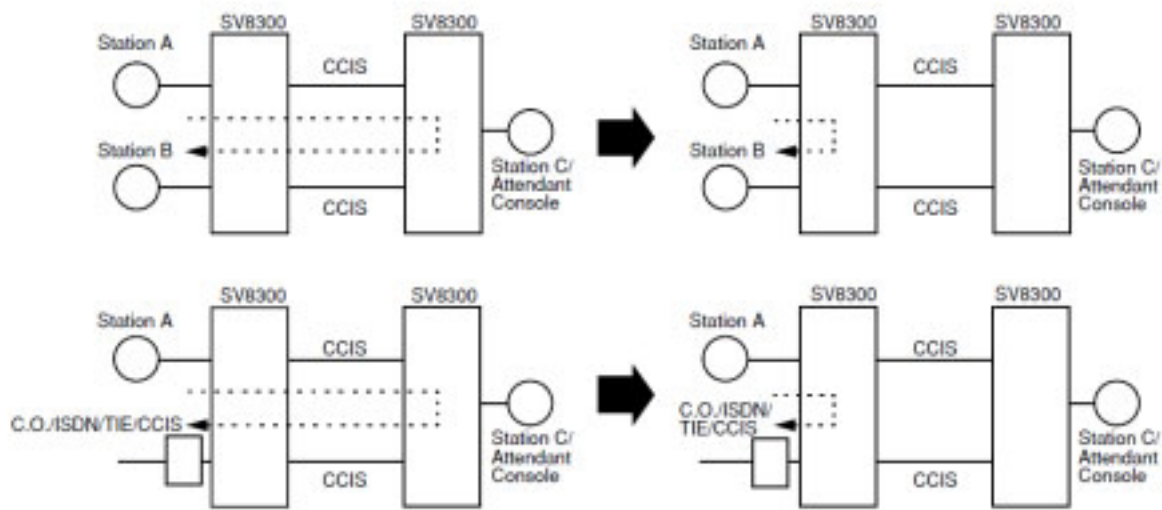 SV8300 SV8300
Station A
CCIS
Station B
CCIS
Station C/
Attendant
Console
SV8300 SV8300
Station A
CCIS
Station B
CCIS
Station C/
Attendant
Console
SV8300 SV8300
Station A
CCIS
C.O./ISDN/TIE/CCIS
CCIS
Station C/
Attendant
Console
SV8300 SV8300
Station A
CCIS
C.O./ISDN/
TIE/CCIS
CCIS
Station C/
Attendant
Console